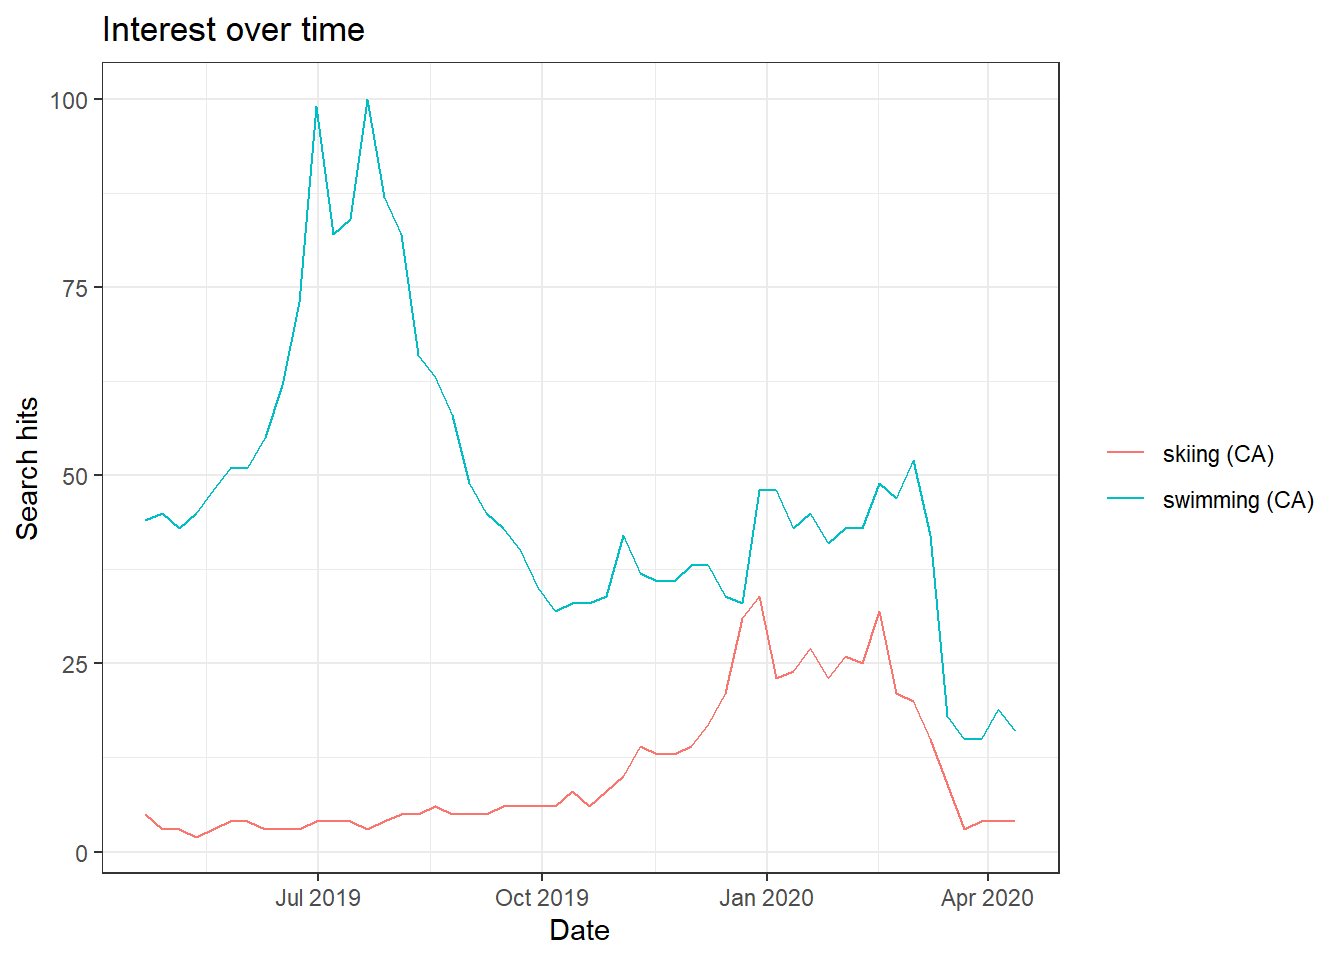 Interest over time
Search hits
100
75
50
25
0
Jul 2019
Oct 2019
Jan 2020
Apr 2020
Date
skiing (CA)
swimming (CA)